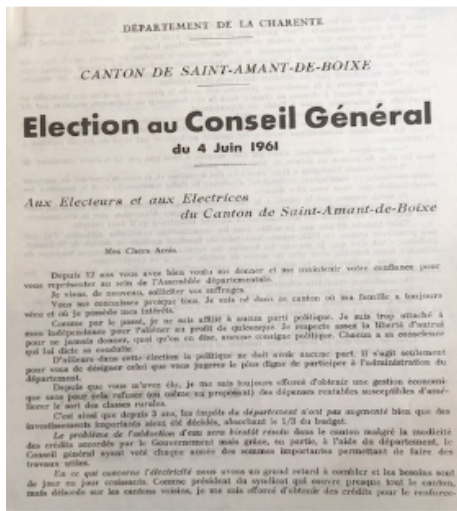 DÉPARTEMENT DE LA CHARENTE
CANTON DE SAINT-AMANT-DE-BOIXE
Election au Conseil Général
du 4 Juin 1961
Aux Electeurs et aux Electrices
du Canton de Saint-Amant-de-Boixe
Mes Chers Amis,
Depuis 12 ans vous avez bien voulu me donner et me maintenir votre confiance pour
vous représenter au sein de l'Assemblée départementale.
Je viens, de nouveau, solliciter vos suffrages.
Vous me connaissez presque tous. Je suis né dans ce canton où ma famille a toujours
vécu et où je possède mes intérêts.
Comme par le passé, je ne suis affilié à aucun parti politique. Je suis trop attaché à
mon indépendance pour l'aliéner au profit de quiconque. Je respecte assez la liberté d'autrui
pour ne jamais donner, quoi qu'on en dise, aucune consigne politique. Chacun a sa conscience
qui lui dicte sa conduite.
D'ailleurs dans cette élection la politique ne doit avoir aucune part. Il s'agit seulement
pour vous de désigner celui que vous jugerez le plus digne de participer à l'administration du
département.
Depuis que vous m'avez élu, je me suis toujours efforcé d'obtenir une gestion économi-
que sans pour cela refuser (ou même en proposant) des dépenses rentables susceptibles d'amé-
liorer le sort des classes rurales.
C'est ainsi que depuis 3 ans, les impôts du département n'ont pas augmenté bien que des
investissements importants aient été décidés, absorbant le 1/3 du budget.
Le problème de l'adduction d'eau sera bientôt résolu dans le canton malgré la modicité
des crédits accordés par le Gouvernement mais grâce, en partie, à l'aide du département, le
Conseil général ayant voté chaque année des sommes importantes permettant de faire des
travaux utiles.
En ce qui concerne l'électricité nous avons un grand retard à combler et les besoins sont
de jour en jour croissants. Comme président du syndicat qui couvre presque tout le canton,
mais déborde sur les cantons voisins, je me suis efforcé d'obtenir des crédits pour le renforce-